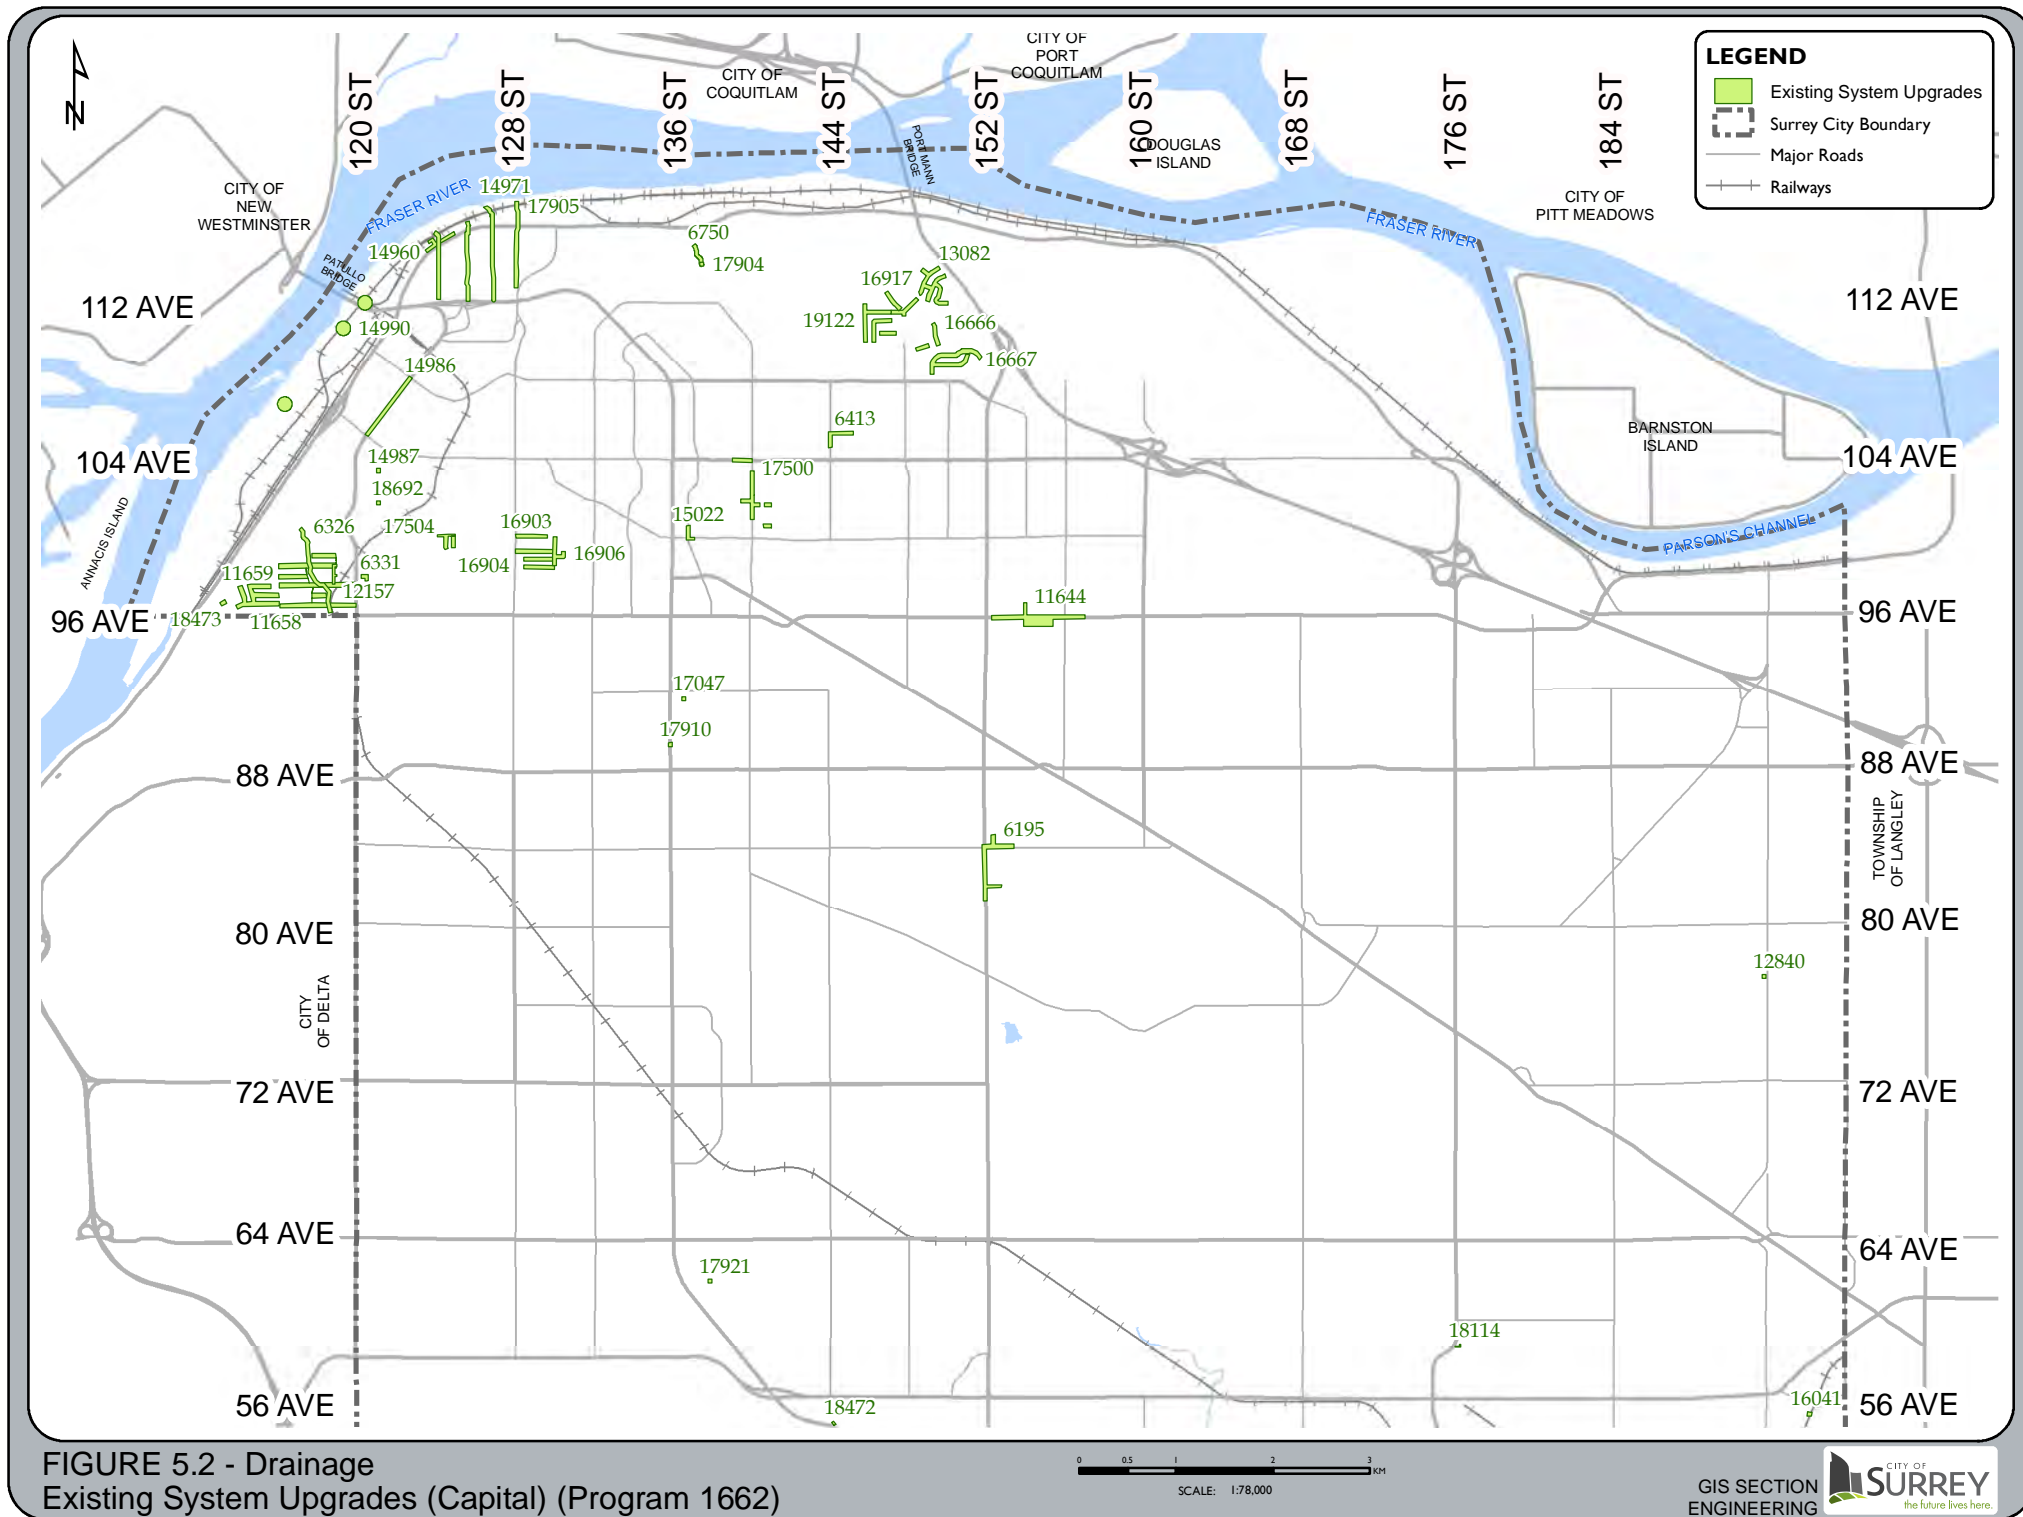 N
120 ST
128 ST
136 ST
144 ST
152 ST
160 ST
168 ST
176 ST
184 ST
CITY OF
COQUITLAM
CITY OF
PORT
COQUITLAM
PORT MANN
BRIDGE
DOUGLAS
ISLAND
CITY OF
PITT MEADOWS
CITY OF
NEW
WESTMINSTER
FRASER RIVER
FRASER RIVER
PATULLO
BRIDGE
LEGEND
Existing System Upgrades
Surrey City Boundary
Major Roads
Railways
14971
17905
14960
6750
17904
13082
16917
19122
16666
16667
112 AVE
112 AVE
14990
14986
6413
BARNSTON
ISLAND
104 AVE
104 AVE
14987
17500
18692
ANNACIS ISLAND
6326
17504
16903
15022
PARSON'S CHANNEL
16904
16906
11659
6331
12157
18473
11658
11644
96 AVE
96 AVE
17047
17910
88 AVE
88 AVE
TOWNSHIP
OF LANGLEY
6195
80 AVE
80 AVE
12840
CITY
OF DELTA
72 AVE
72 AVE
64 AVE
64 AVE
17921
18114
56 AVE
56 AVE
18472
16041
FIGURE 5.2 - Drainage
Existing System Upgrades (Capital) (Program 1662)
0 0.5 1 2 3
KM
SCALE: 1:78,000
GIS SECTION
ENGINEERING
CITY OF
SURREY
the future lives here.